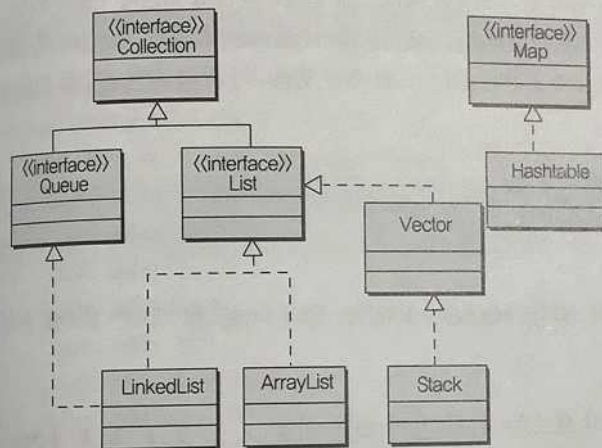 <<interface>>
Collection
<<interface>>
Map
<<interface>>
Queue
<<interface>>
List
Hashtable
Vector
LinkedList
ArrayList
Stack